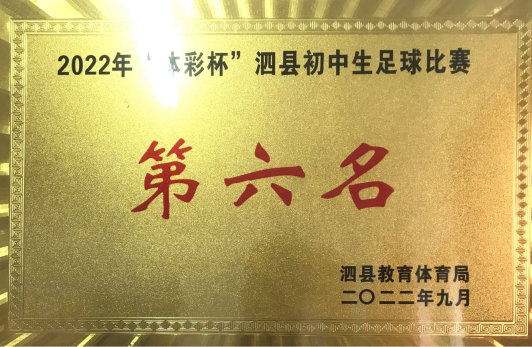 2022年“体彩杯”泗县初中生足球比赛
第六名
泗县教育体育局
二〇二二年九月